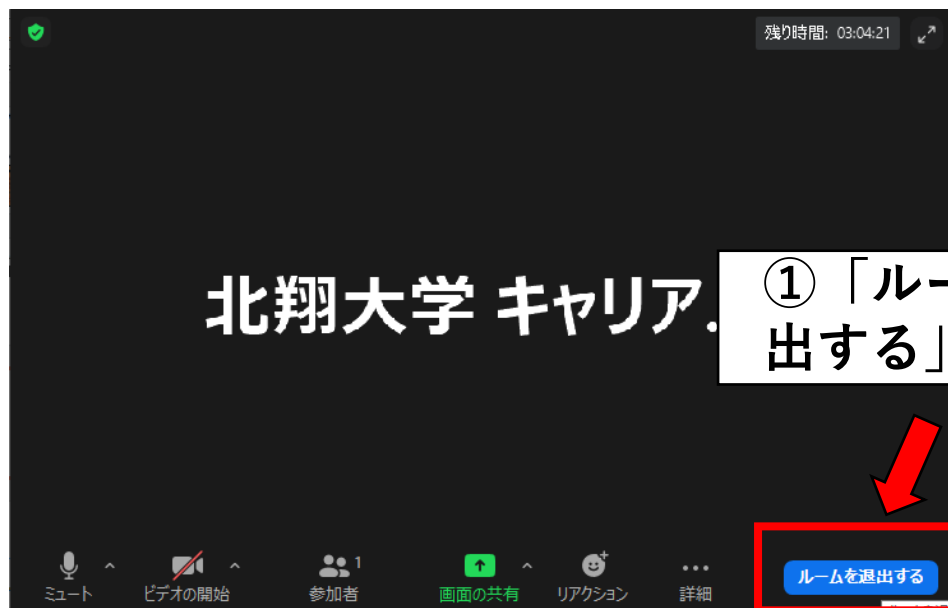 残り時間: 03:04:21
北翔大学 キャリア.
①「ルー
出する」
1
ミュート
ビデオの開始
参加者
画面の共有
リアクション
詳細
ルームを退出する